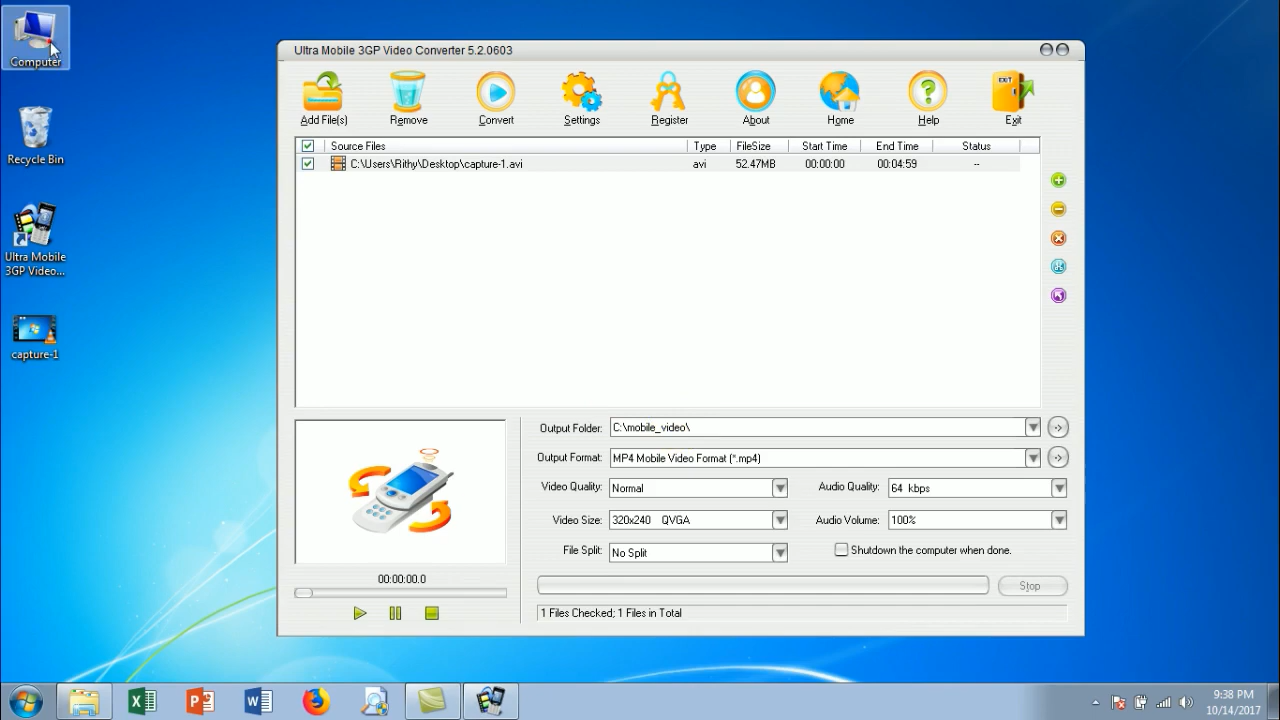 Computer
Recycle Bin
Ultra Mobile
3GP Video...
capture-1
Ultra Mobile 3GP Video Converter 5.2.0603
Add File(s) Remove Convert Settings Register About Home Help Exit
EXIT
Source Files Type FileSize Start Time End Time Status
C:\Users\Rithy\Desktop\capture-1.avi avi 52.47MB 00:00:00 00:04:59 --
Output Folder: C:\mobile_video\
Output Format: MP4 Mobile Video Format (*.mp4)
Video Quality: Normal Audio Quality: 64 kbps
Video Size: 320x240 QVGA Audio Volume: 100%
File Split: No Split Shutdown the computer when done.
00:00:00.0
Stop
1 Files Checked; 1 Files in Total
9:38 PM
10/14/2017